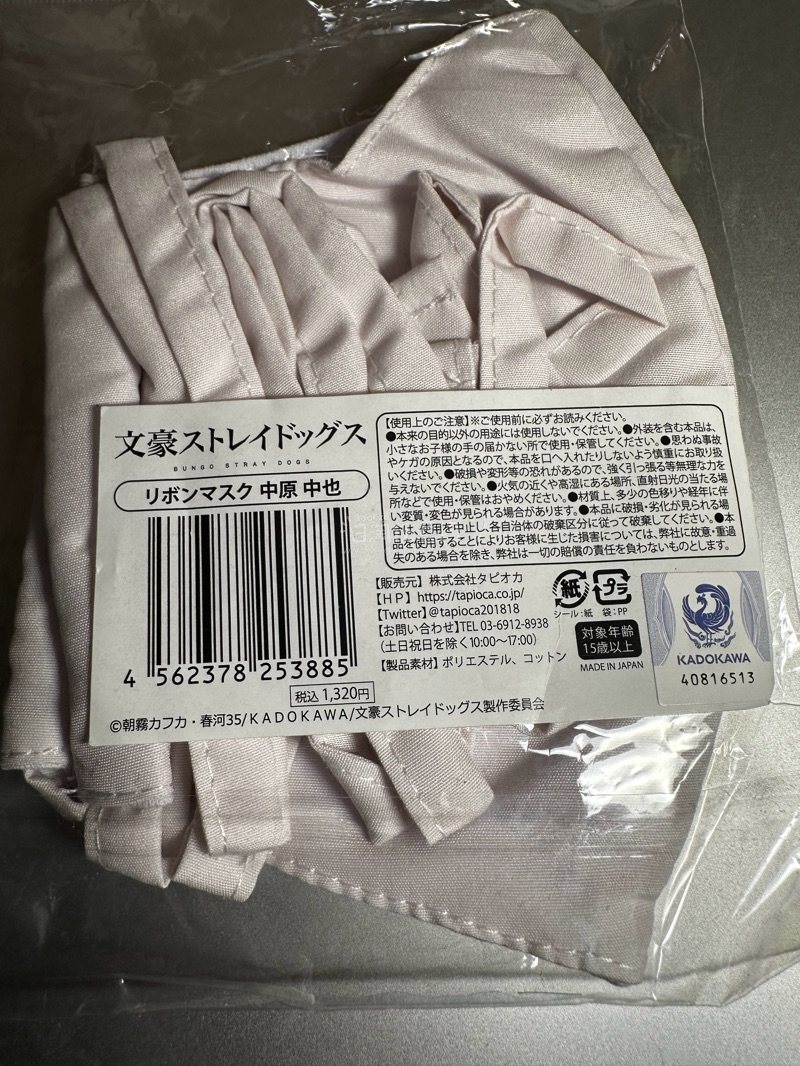 文豪ストレイドッグス
BUNGO STRAY DOGS
リボンマスク 中原 中也
4 562378 253885
税込 1,320円
©朝霧カフカ・春河35/KADOKAWA/文豪ストレイドッグス製作委員会
【使用上のご注意】※ご使用前に必ずお読みください。
●本来の目的以外の用途には使用しないでください。●外装を含む本品は、
小さなお子様の手の届かない所で使用・保管してください。●思わぬ事故
やケガの原因となるので、本品を口へ入れたりしないよう慎重にお取り扱
いください。●破損や変形等の恐れがあるので、強く引っ張る等無理な力を
与えないでください。●火気の近くや高湿にある場所、直射日光の当たる場
所などで使用・保管はおやめください。●材質上、多少の色移りや経年に伴
い変質・変色が見られる場合があります。●本品に破損・劣化が見られる場
合は、使用を中止し、各自治体の破棄区分に従って破棄してください。●本
品を使用することによりお客様に生じた損害については、弊社に故意・重過
失のある場合を除き、弊社は一切の賠償の責任を負わないものとします。
【販売元】株式会社タピオカ
【HP】https://tapioca.co.jp/
【Twitter】@tapioca201818
【お問い合わせ】TEL 03-6912-8938
(土日祝日を除く10:00〜17:00)
【製品素材】ポリエステル、コットン
紙 プラ
シール:紙 袋:PP
対象年齢
15歳以上
MADE IN JAPAN
KADOKAWA
40816513